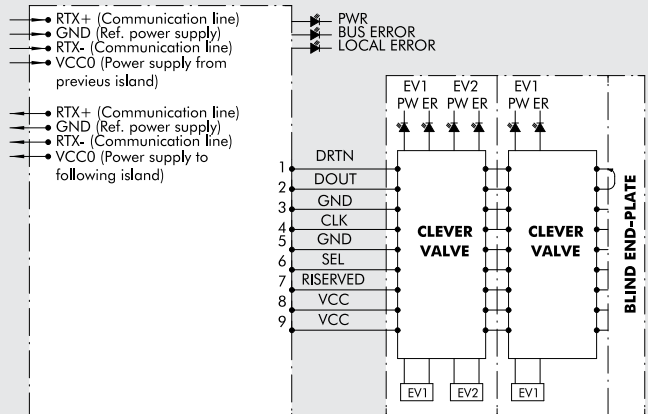 RTX+ (Communication line)
GND (Ref. power supply)
RTX- (Communication line)
VCC0 (Power supply from
previeus island)
RTX+ (Communication line)
GND (Ref. power supply)
RTX- (Communication line)
VCC0 (Power supply to
following island)
PWR
BUS ERROR
LOCAL ERROR
EV1 EV2 EV1
PW ER PW ER PW ER
1 DRTN
2 DOUT
3 GND
4 CLK
5 GND
6 SEL
7 RISERVED
8 VCC
9 VCC
CLEVER
VALVE
CLEVER
VALVE
BLIND END-PLATE
EV1 EV2 EV1